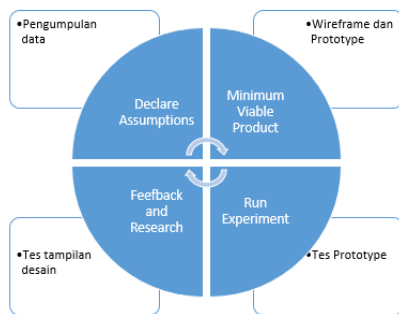 •Pengumpulan
data
•Wireframe dan
Prototype
Declare
Assumptions
Minimum
Viable
Product
Feefback
and
Research
Run
Experiment
•Tes tampilan
desain
•Tes Prototype